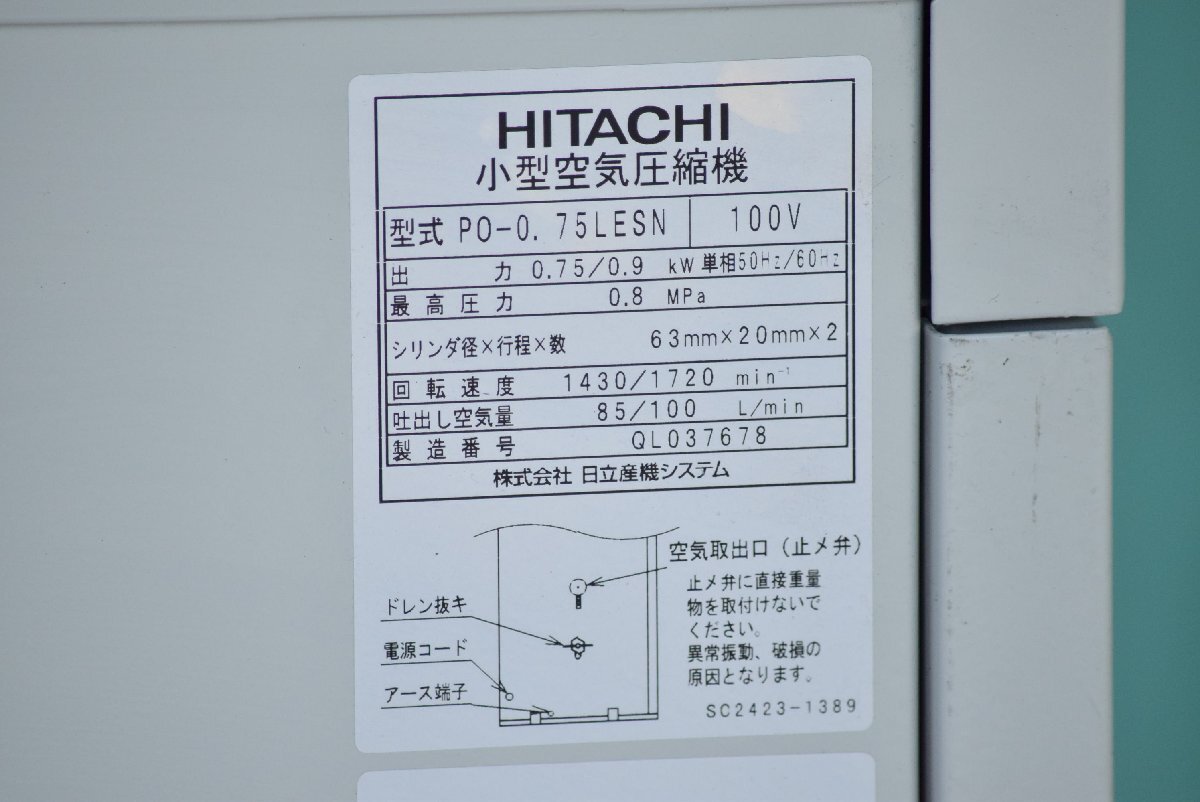 HITACHI
小型空気圧縮機
型式 PO-0.75LESN 100V
出力 0.75/0.9 kW 単相50Hz/60Hz
最高圧力 0.8 MPa
シリンダ径×行程×数 63mm×20mm×2
回転速度 1430/1720 min⁻¹
吐出し空気量 85/100 L/min
製造番号 QL037678
株式会社 日立産機システム
空気取出口(止メ弁)
止メ弁に直接重量
物を取付けないで
ください。
異常振動、破損の
原因となります。
ドレン抜キ
電源コード
アース端子
SC2423-1389